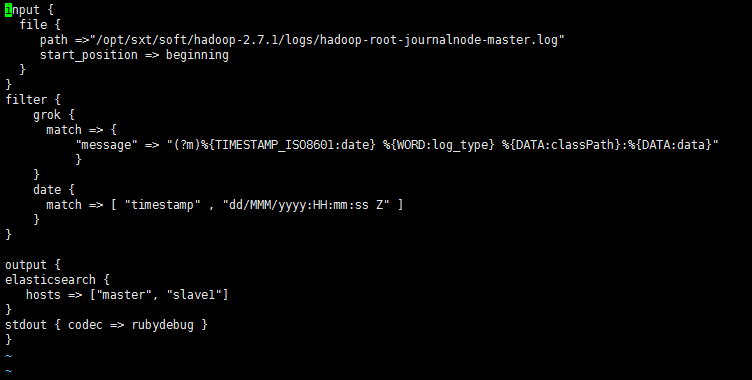 input {
  file {
     path =>"/opt/sxt/soft/hadoop-2.7.1/logs/hadoop-root-journalnode-master.log"
     start_position => beginning
  }
}
filter {
    grok {
      match => {
          "message" => "(?m)%{TIMESTAMP_ISO8601:date} %{WORD:log_type} %{DATA:classPath}:%{DATA:data}"
          }
    }
    date {
      match => [ "timestamp" , "dd/MMM/yyyy:HH:mm:ss Z" ]
    }
}

output {
elasticsearch {
   hosts => ["master", "slave1"]
}
stdout { codec => rubydebug }
}
~
~